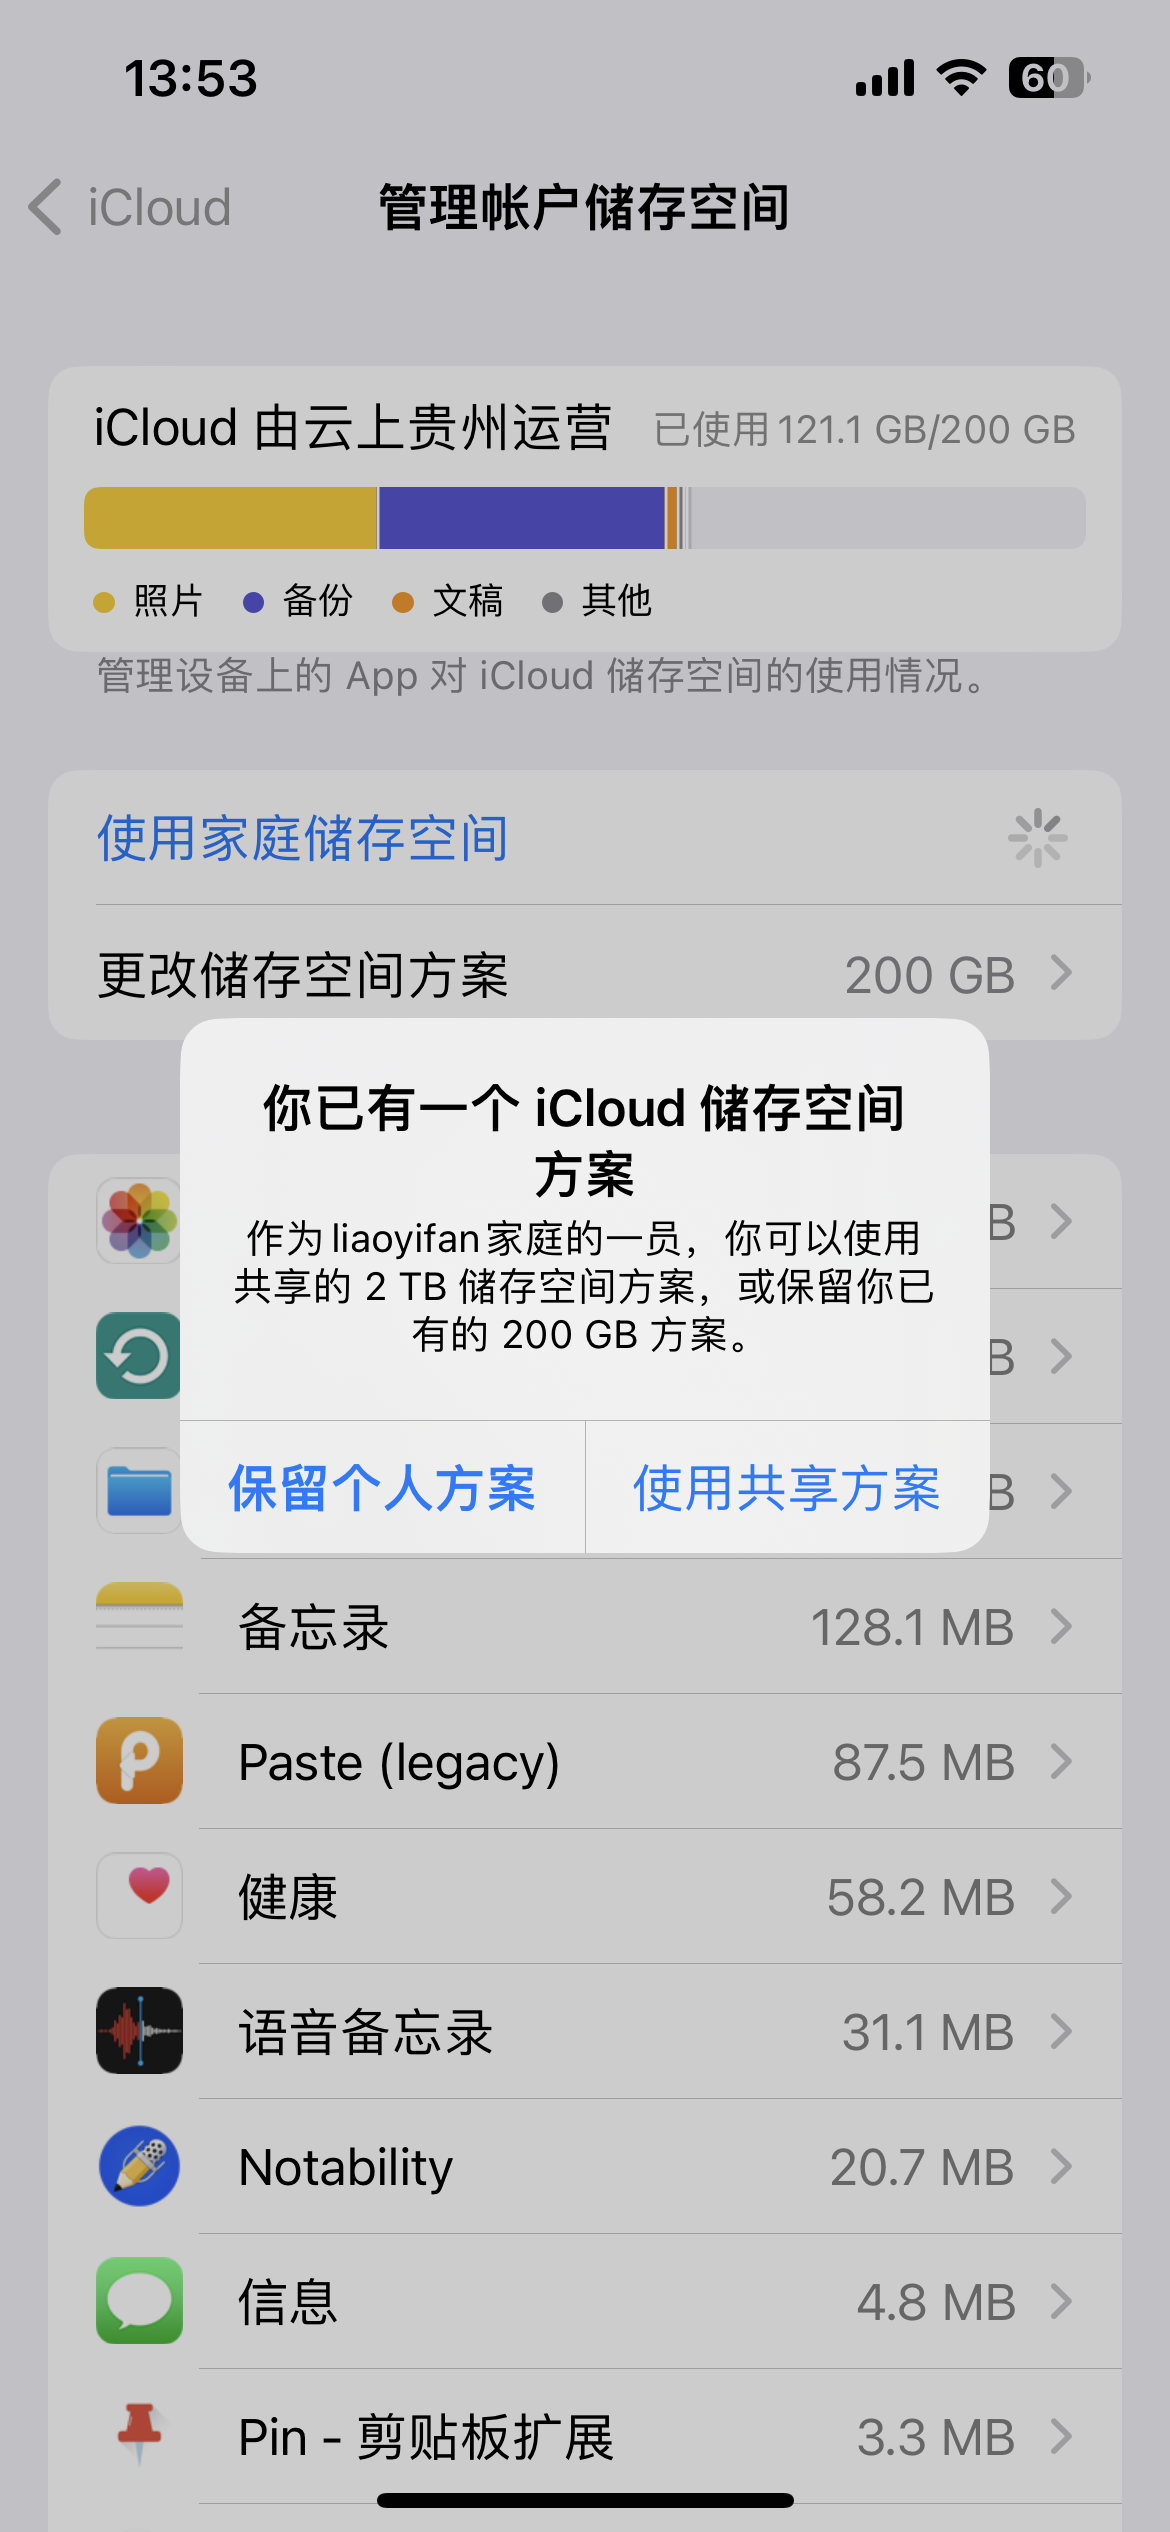 13:53
60
iCloud
管理帐户储存空间
iCloud 由云上贵州运营
已使用 121.1 GB/200 GB
照片
备份
文稿
其他
管理设备上的 App 对 iCloud 储存空间的使用情况。
使用家庭储存空间
更改储存空间方案
200 GB
你已有一个 iCloud 储存空间
方案
作为liaoyifan家庭的一员，你可以使用
共享的 2 TB 储存空间方案，或保留你已
有的 200 GB 方案。
保留个人方案
使用共享方案
B
B
B
备忘录
128.1 MB
Paste (legacy)
87.5 MB
健康
58.2 MB
语音备忘录
31.1 MB
Notability
20.7 MB
信息
4.8 MB
Pin - 剪贴板扩展
3.3 MB